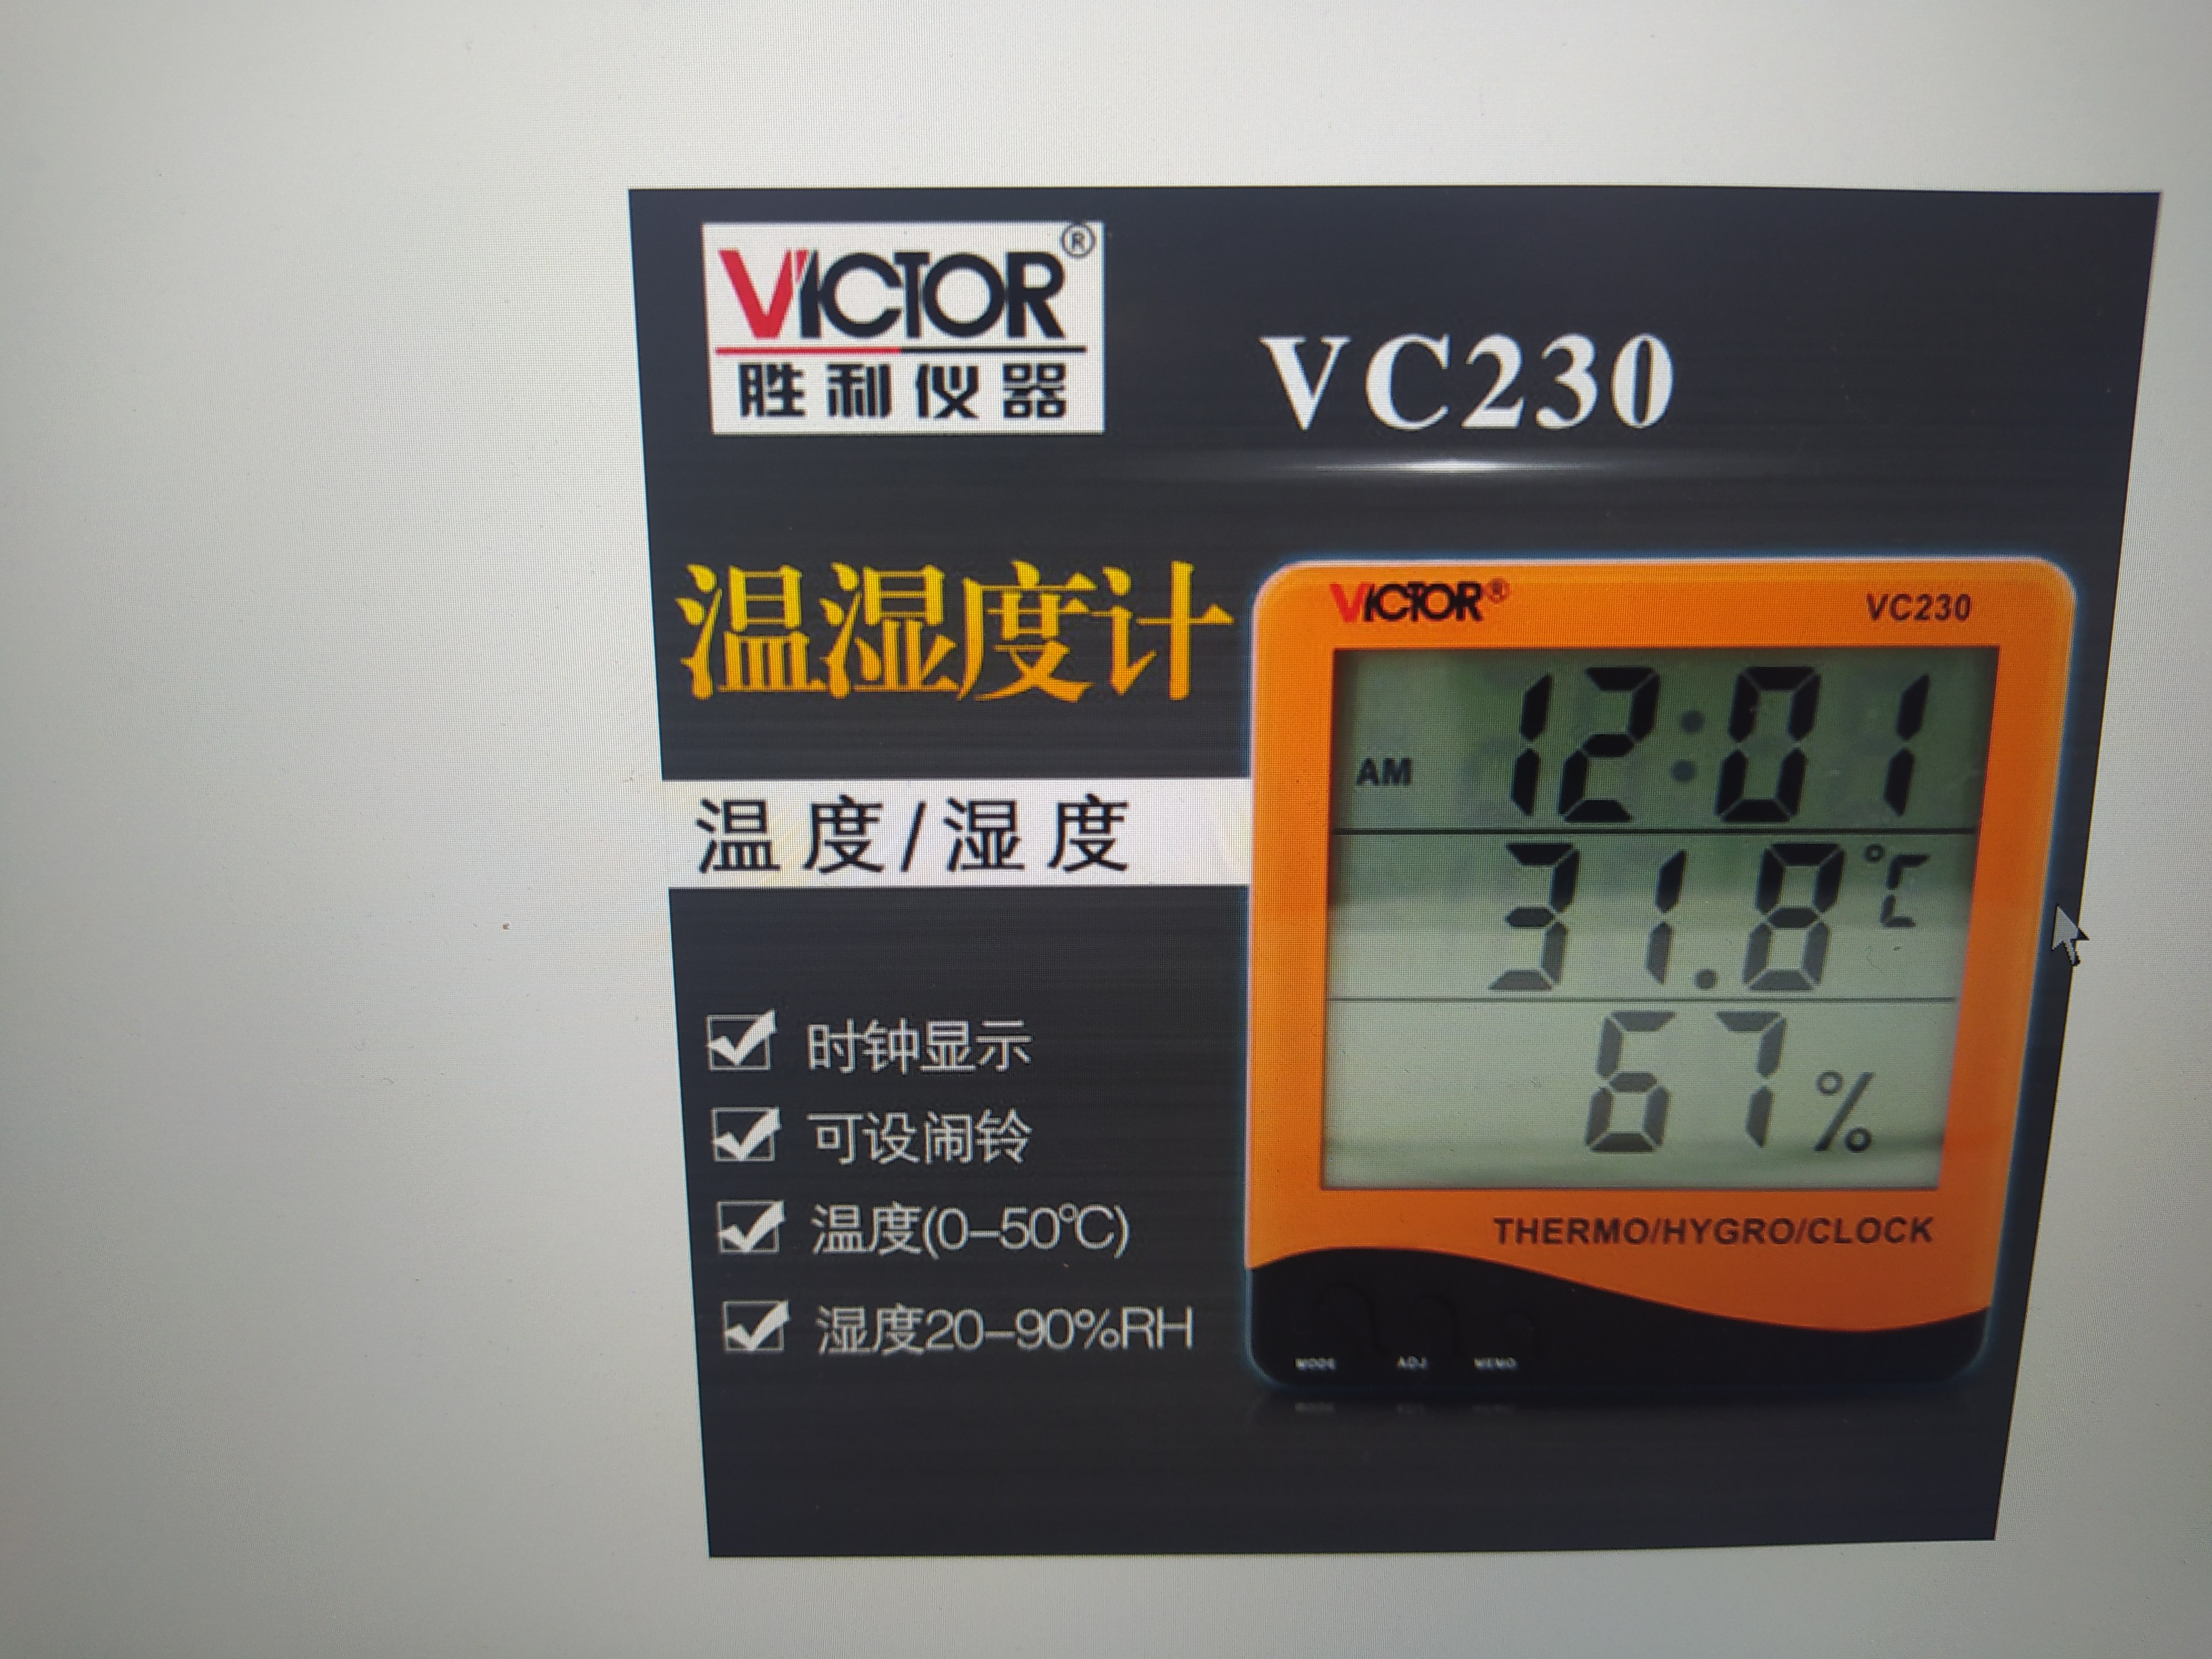 VICTOR®
胜利仪器
VC230
温湿度计
温度/湿度
时钟显示
可设闹铃
温度(0-50℃)
湿度20-90%RH
VICTOR®
VC230
AM 12:01
31.8℃
67%
THERMO/HYGRO/CLOCK
MODE ADJ MEMO